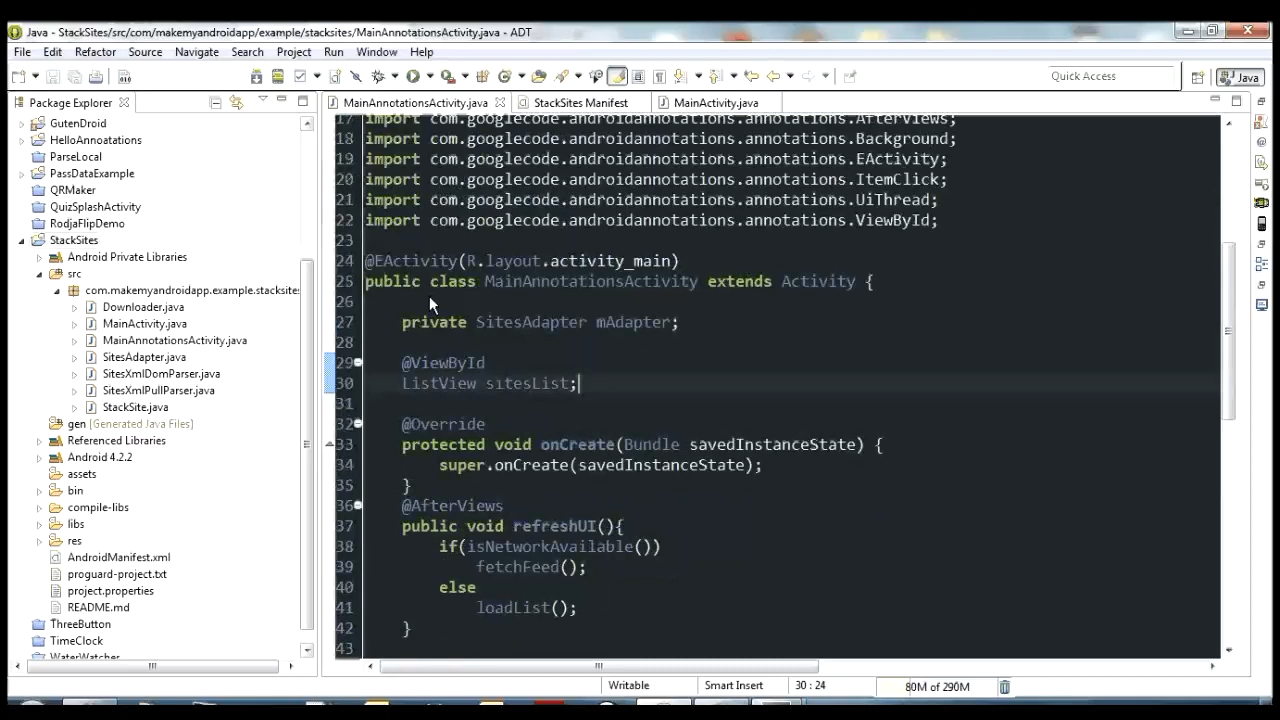 Java - StackSites/src/com/makemyandroidapp/example/stacksites/MainAnnotationsActivity.java - ADT
File Edit Refactor Source Navigate Search Project Run Window Help
Quick Access
Java
Package Explorer
MainAnnotationsActivity.java
StackSites Manifest
MainActivity.java
GutenDroid
HelloAnnoatations
ParseLocal
PassDataExample
QRMaker
QuizSplashActivity
RodjaFlipDemo
StackSites
Android Private Libraries
src
com.makemyandroidapp.example.stacksites
Downloader.java
MainActivity.java
MainAnnotationsActivity.java
SitesAdapter.java
SitesXmlDomParser.java
SitesXmlPullParser.java
StackSite.java
gen [Generated Java Files]
Referenced Libraries
Android 4.2.2
assets
bin
compile-libs
libs
res
AndroidManifest.xml
proguard-project.txt
project.properties
README.md
ThreeButton
TimeClock
WaterWatcher
17 import com.googlecode.androidannotations.annotations.AfterViews;
18 import com.googlecode.androidannotations.annotations.Background;
19 import com.googlecode.androidannotations.annotations.EActivity;
20 import com.googlecode.androidannotations.annotations.ItemClick;
21 import com.googlecode.androidannotations.annotations.UiThread;
22 import com.googlecode.androidannotations.annotations.ViewById;
23
24 @EActivity(R.layout.activity_main)
25 public class MainAnnotationsActivity extends Activity {
26
27 private SitesAdapter mAdapter;
28
29 @ViewById
30 ListView sitesList;
31
32 @Override
33 protected void onCreate(Bundle savedInstanceState) {
34 super.onCreate(savedInstanceState);
35 }
36 @AfterViews
37 public void refreshUI(){
38 if(isNetworkAvailable())
39 fetchFeed();
40 else
41 loadList();
42 }
43
Writable
Smart Insert
30 : 24
80M of 290M